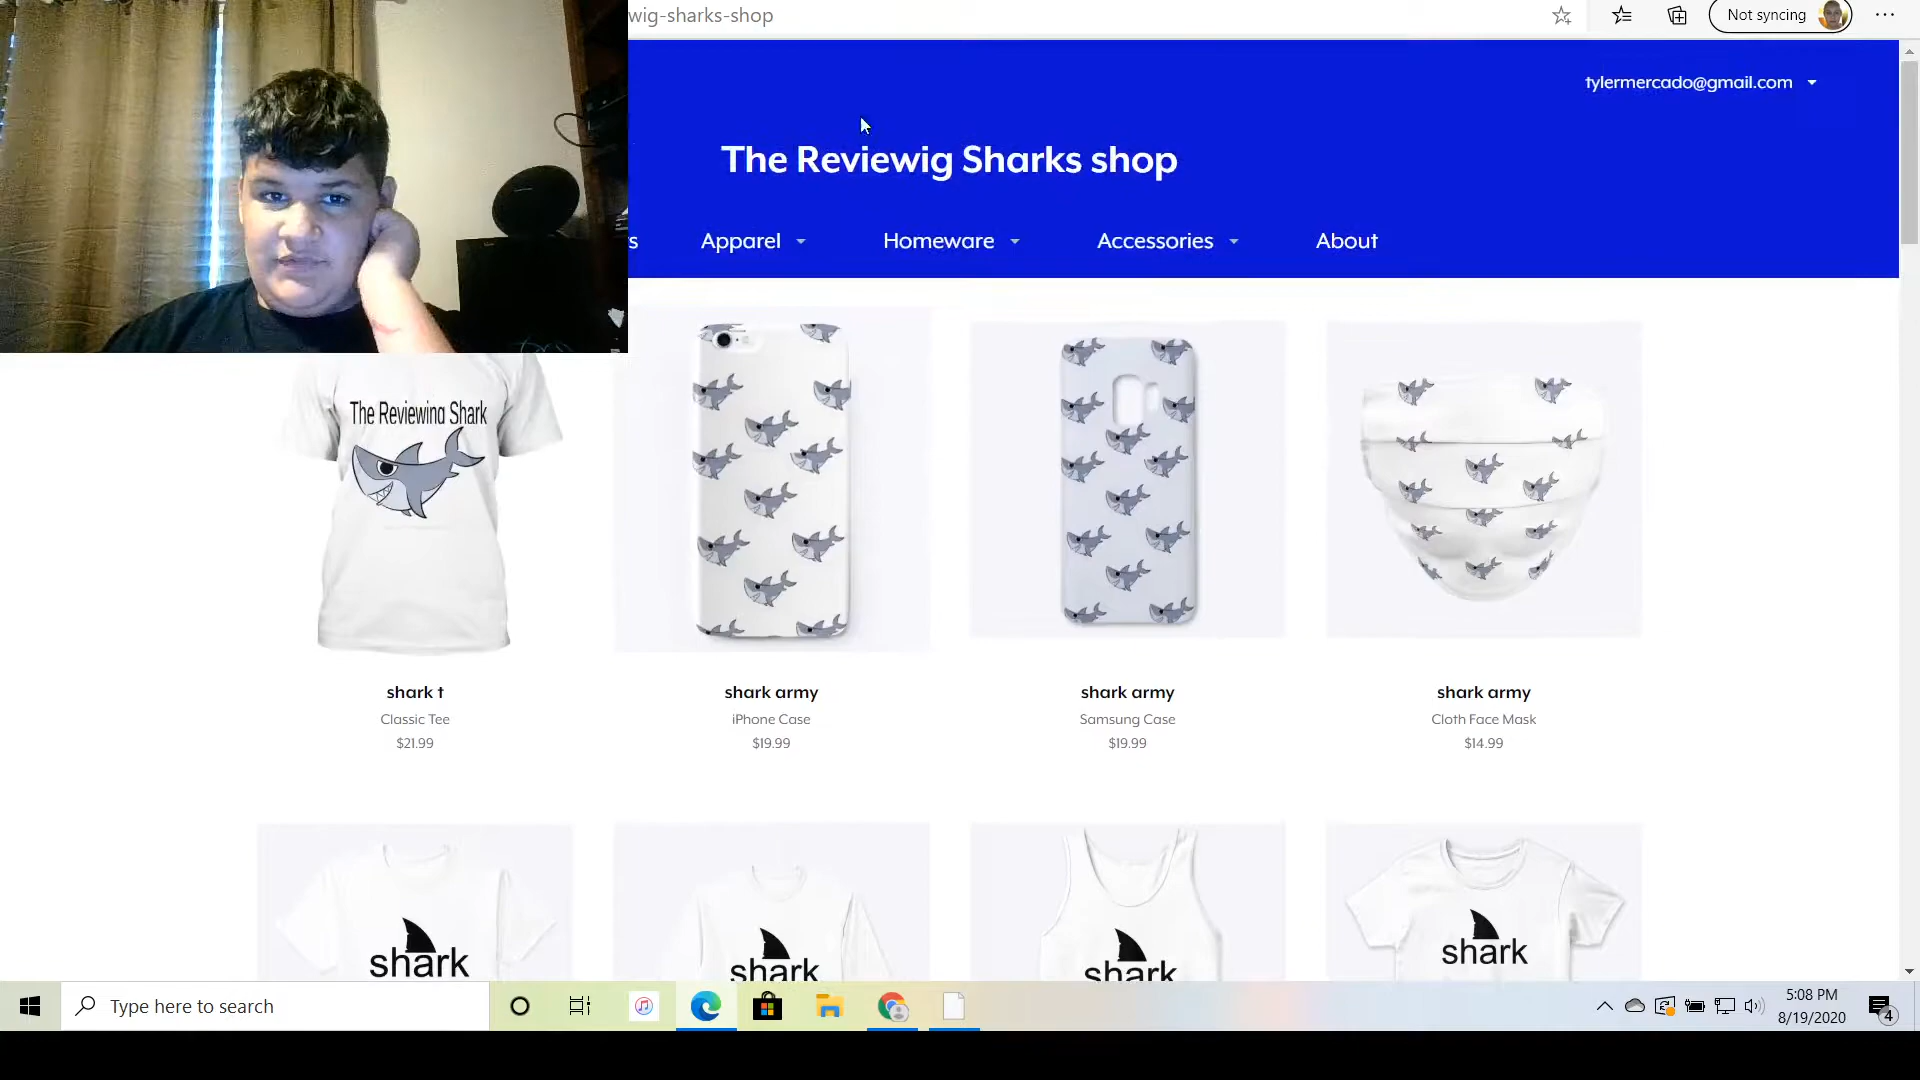 wig-sharks-shop
Not syncing
tylermercado@gmail.com
The Reviewig Sharks shop
s
Apparel
Homeware
Accessories
About
The Reviewing Shark
shark t
Classic Tee
$21.99
shark army
iPhone Case
$19.99
shark army
Samsung Case
$19.99
shark army
Cloth Face Mask
$14.99
shark
shark
shark
shark
Type here to search
5:08 PM
8/19/2020
4